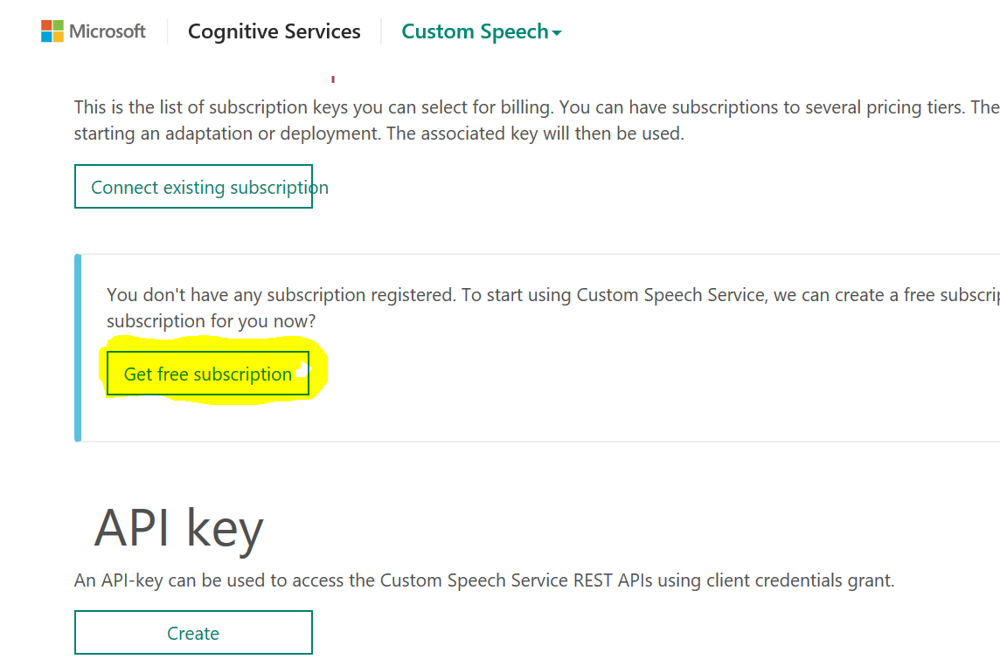 Microsoft Cognitive Services Custom Speech
This is the list of subscription keys you can select for billing. You can have subscriptions to several pricing tiers. The
starting an adaptation or deployment. The associated key will then be used.
Connect existing subscription
You don't have any subscription registered. To start using Custom Speech Service, we can create a free subscrip
subscription for you now?
Get free subscription
API key
An API-key can be used to access the Custom Speech Service REST APIs using client credentials grant.
Create